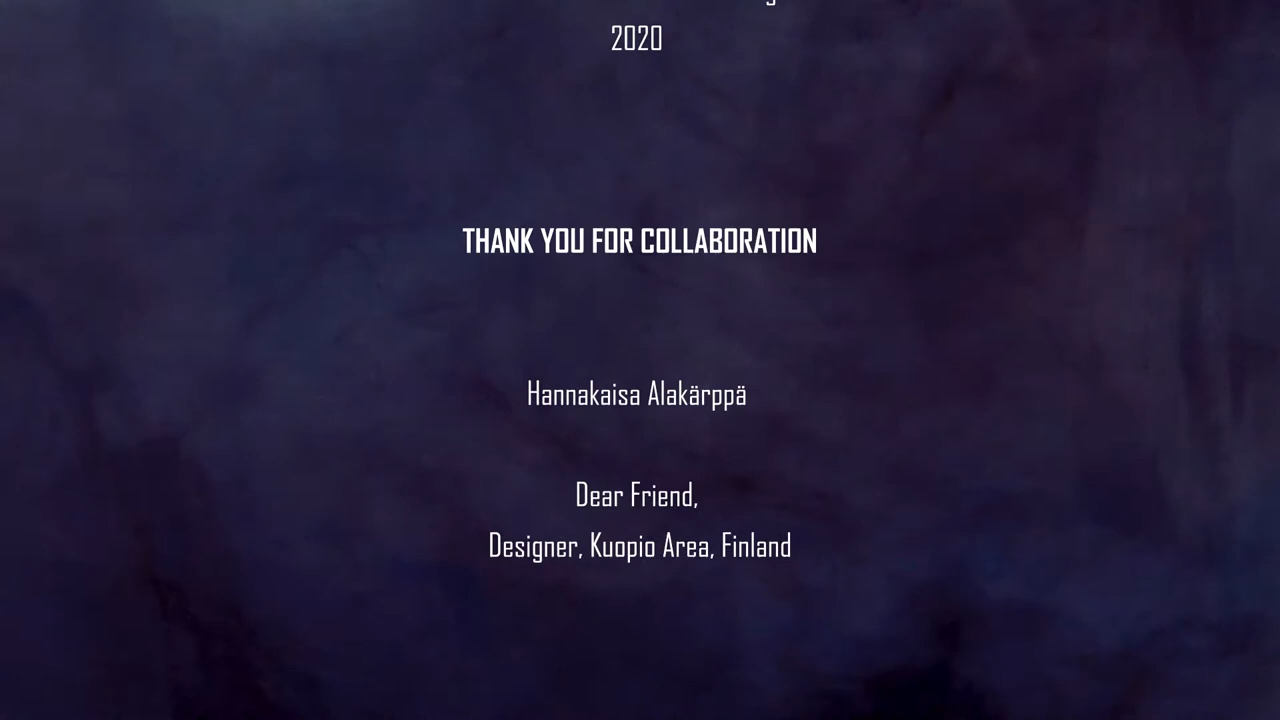 2020
THANK YOU FOR COLLABORATION
Hannakaisa Alakärppä
Dear Friend,
Designer, Kuopio Area, Finland